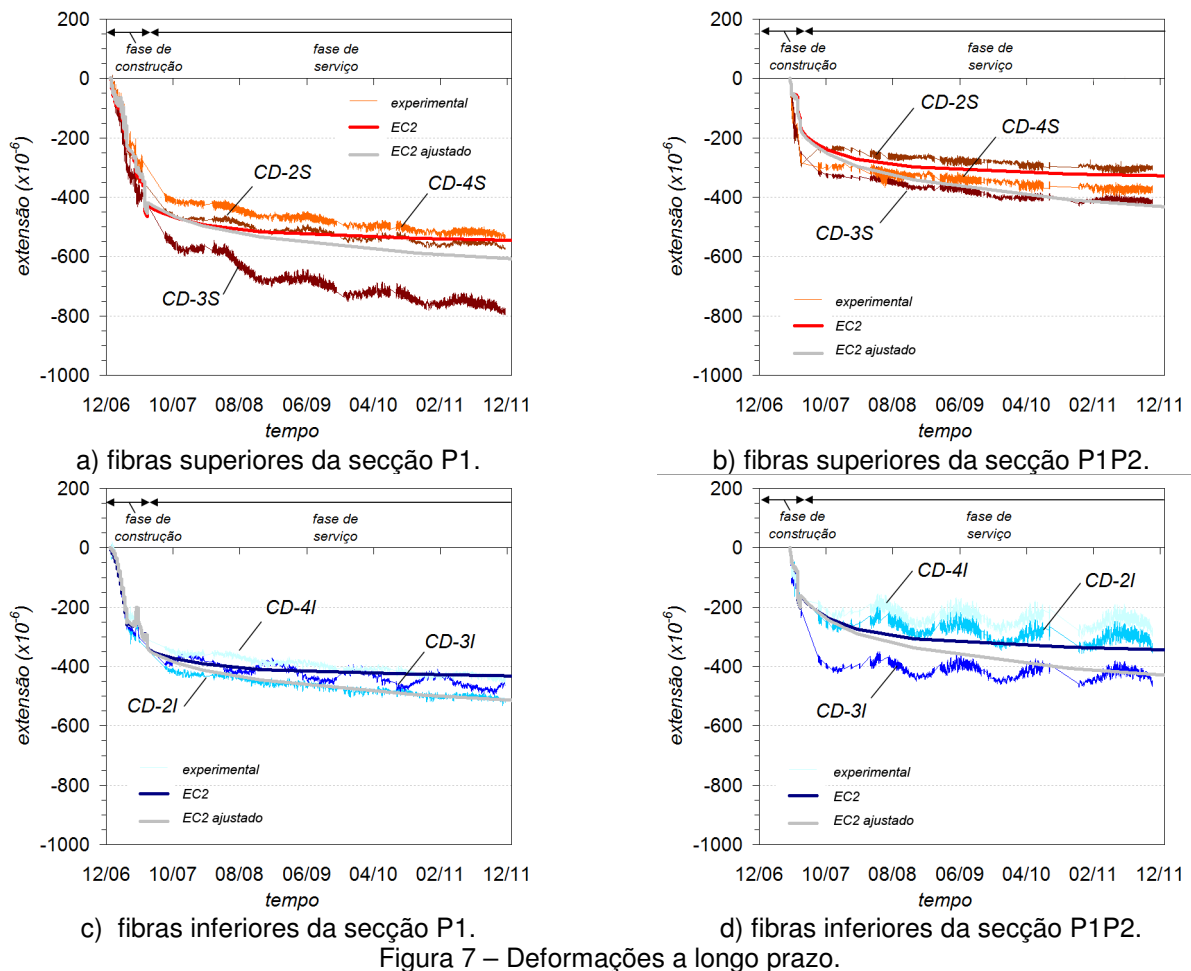 200
0
-200
-400
-600
-800
-1000
extensão (x10-6)
fase de
construção
fase de
serviço
experimental
EC2
EC2 ajustado
CD-2S
CD-4S
CD-3S
12/06 10/07 08/08 06/09 04/10 02/11 12/11
tempo
a) fibras superiores da secção P1.
200
0
-200
-400
-600
-800
-1000
extensão (x10-6)
fase de
construção
fase de
serviço
CD-2S
CD-4S
CD-3S
experimental
EC2
EC2 ajustado
12/06 10/07 08/08 06/09 04/10 02/11 12/11
tempo
b) fibras superiores da secção P1P2.
200
0
-200
-400
-600
-800
-1000
extensão (x10-6)
fase de
construção
fase de
serviço
CD-4I
CD-3I
CD-2I
experimental
EC2
EC2 ajustado
12/06 10/07 08/08 06/09 04/10 02/11 12/11
tempo
c) fibras inferiores da secção P1.
200
0
-200
-400
-600
-800
-1000
extensão (x10-6)
fase de
construção
fase de
serviço
CD-4I
CD-2I
CD-3I
experimental
EC2
EC2 ajustado
12/06 10/07 08/08 06/09 04/10 02/11 12/11
tempo
d) fibras inferiores da secção P1P2.
Figura 7 – Deformações a longo prazo.